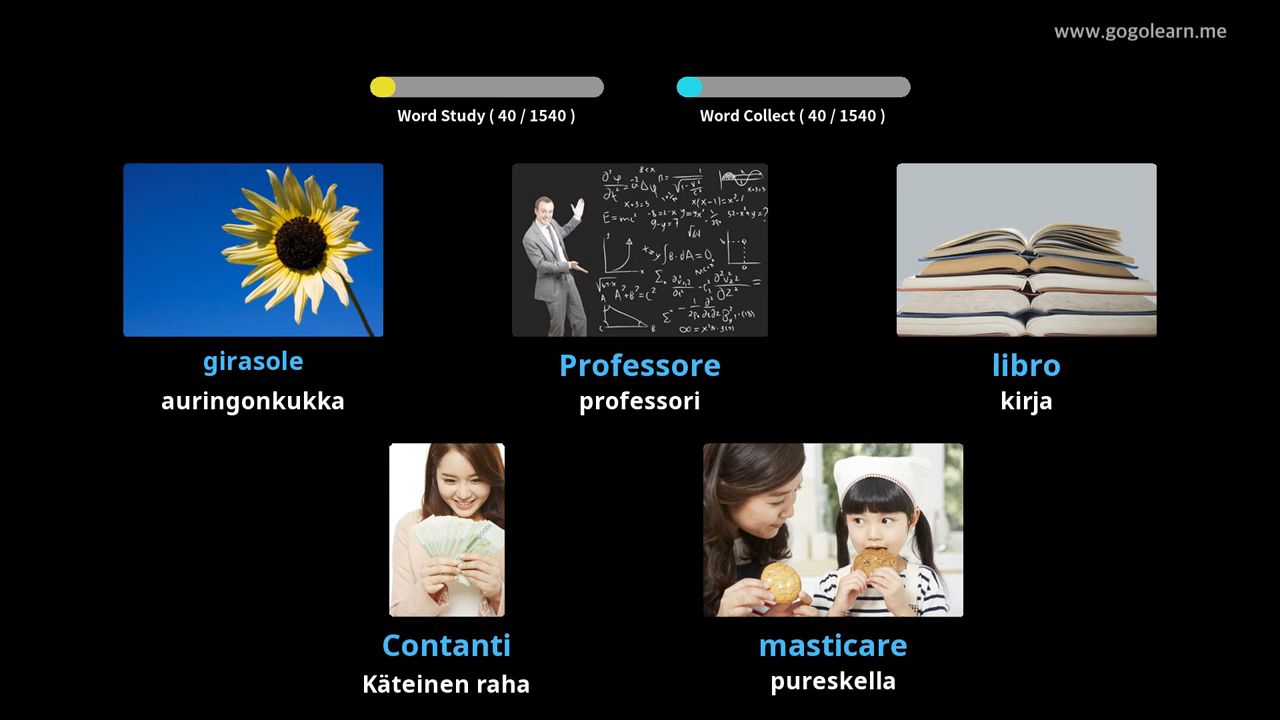 www.gogolearn.me
Word Study ( 40 / 1540 )
Word Collect ( 40 / 1540 )
girasole
auringonkukka
Professore
professori
libro
kirja
Contanti
Käteinen raha
masticare
pureskella